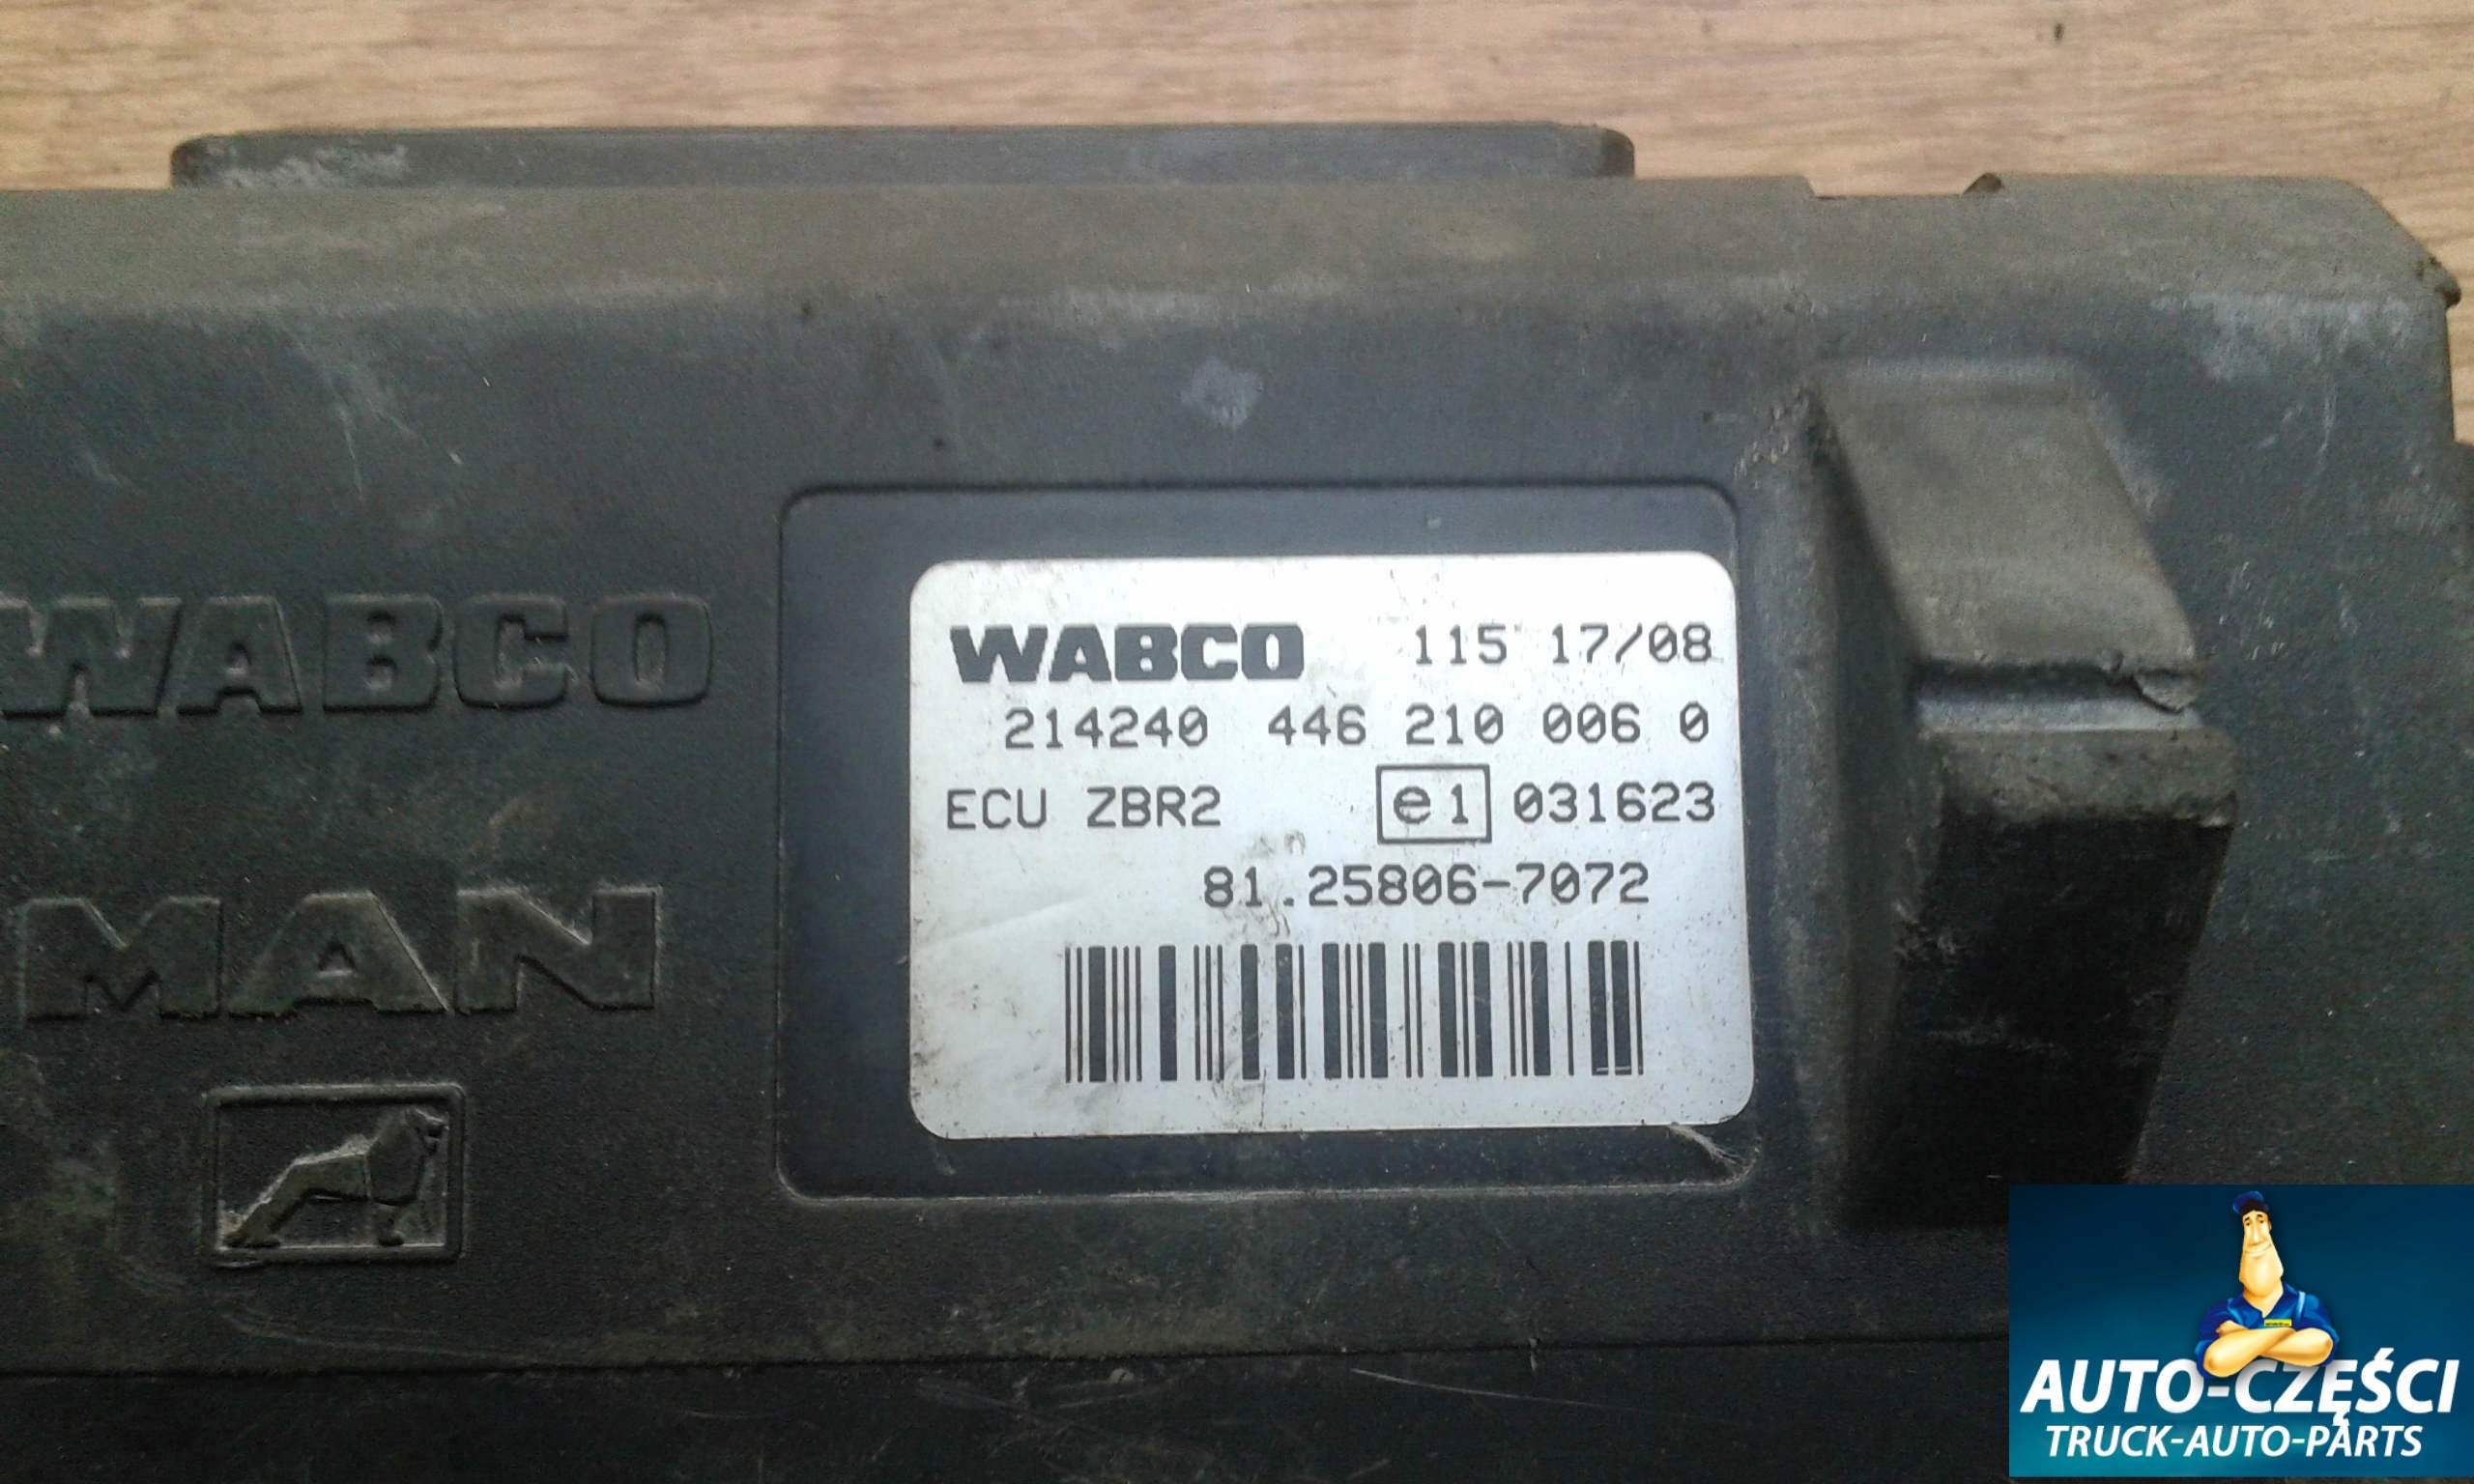 WABCO
MAN
WABCO 115 17/08
214240 446 210 006 0
ECU ZBR2 e1 031623
81.25806-7072
AUTO-CZĘŚCI
TRUCK-AUTO-PARTS